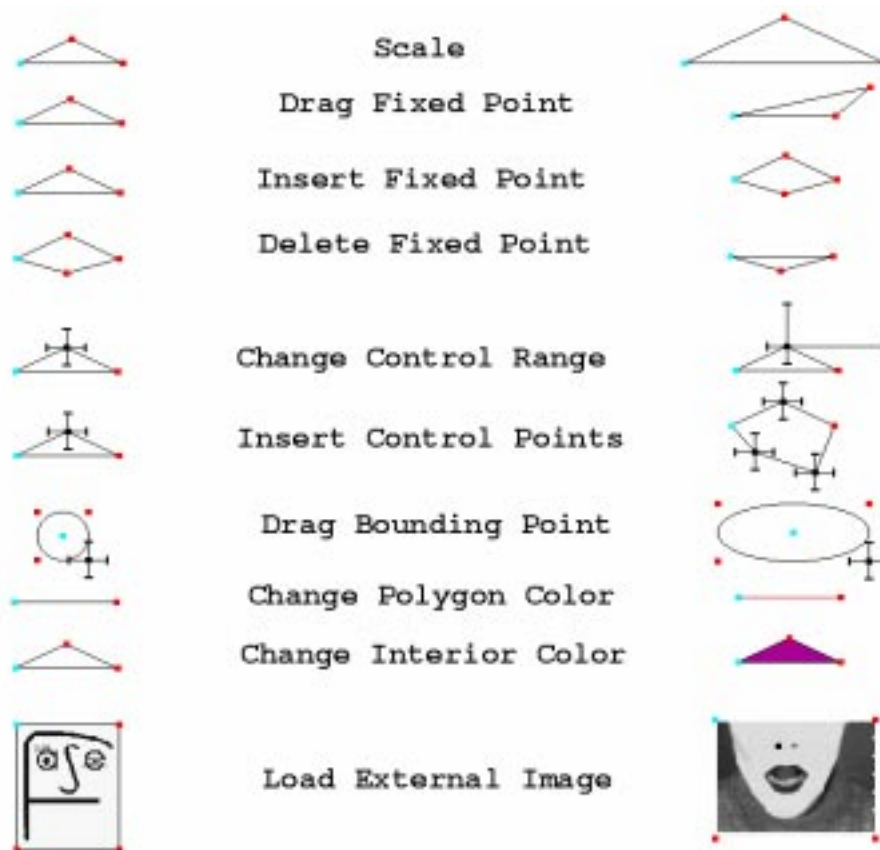 Scale
Drag Fixed Point
Insert Fixed Point
Delete Fixed Point
Change Control Range
Insert Control Points
Drag Bounding Point
Change Polygon Color
Change Interior Color
Load External Image